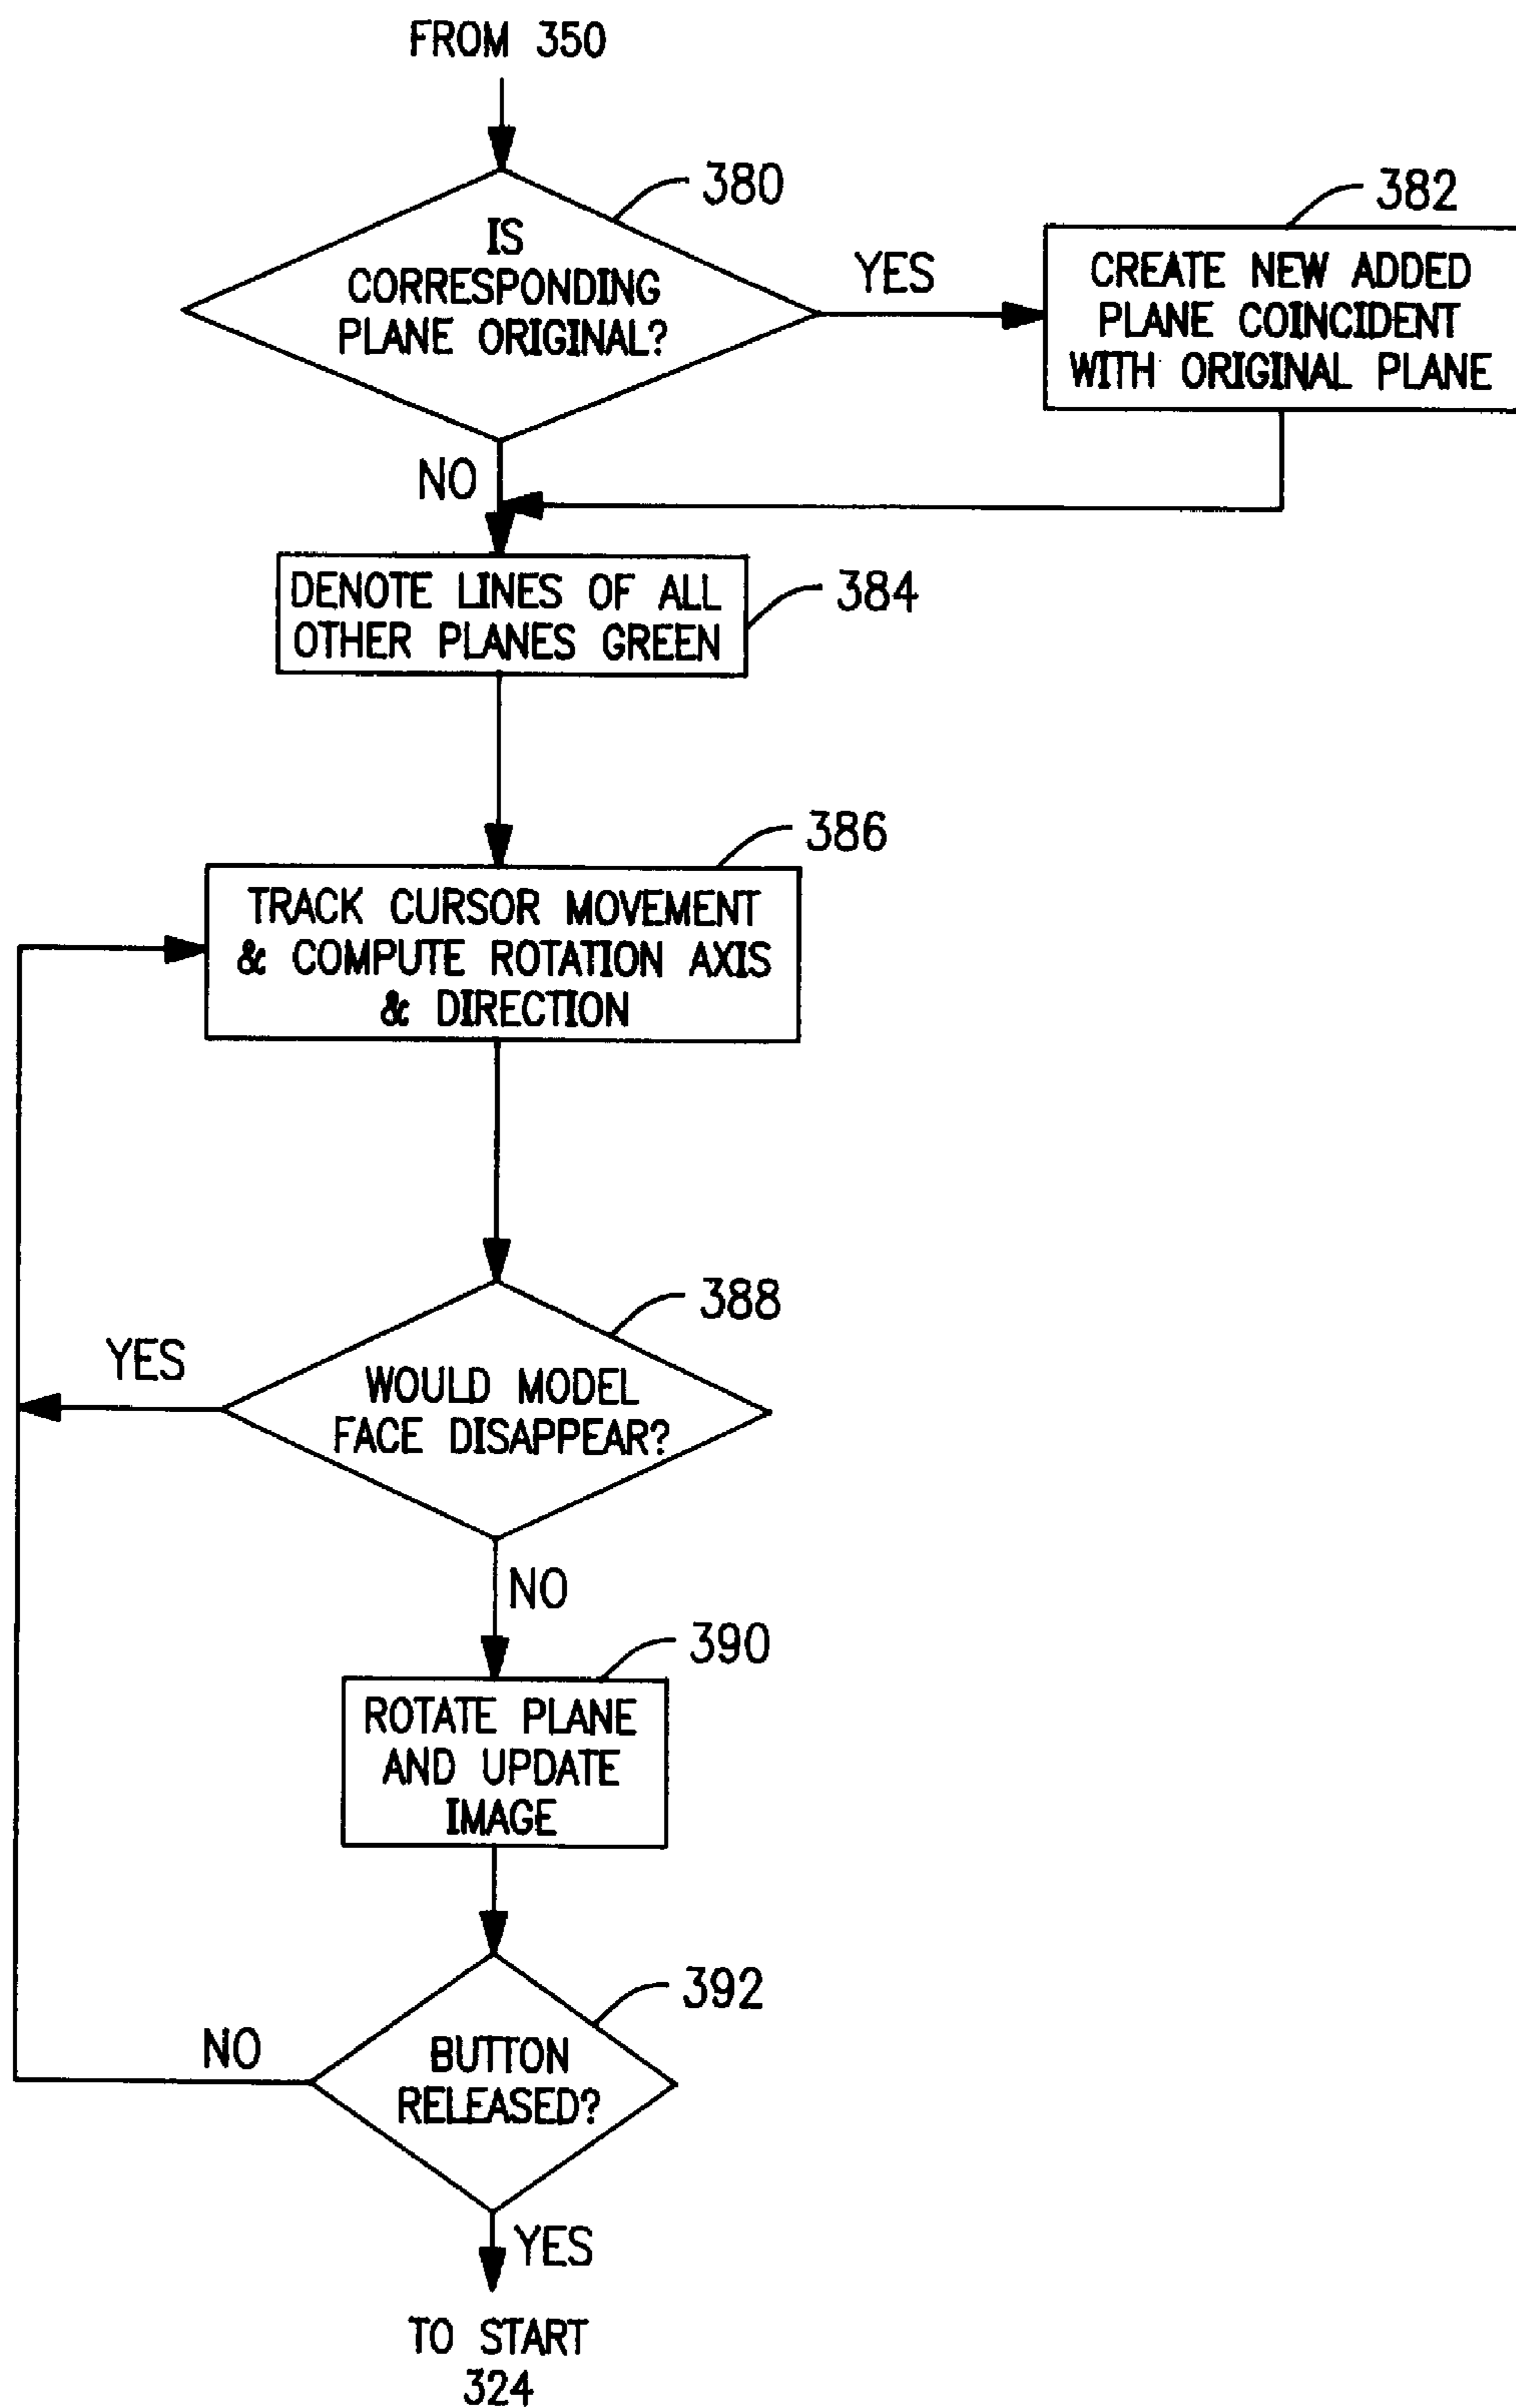 FROM 350
380
IS
CORRESPONDING
PLANE ORIGINAL?
YES
382
CREATE NEW ADDED
PLANE COINCIDENT
WITH ORIGINAL PLANE
NO
DENOTE LINES OF ALL
OTHER PLANES GREEN
384
386
TRACK CURSOR MOVEMENT
& COMPUTE ROTATION AXIS
& DIRECTION
388
YES
WOULD MODEL
FACE DISAPPEAR?
NO
390
ROTATE PLANE
AND UPDATE
IMAGE
392
NO
BUTTON
RELEASED?
YES
TO START
324